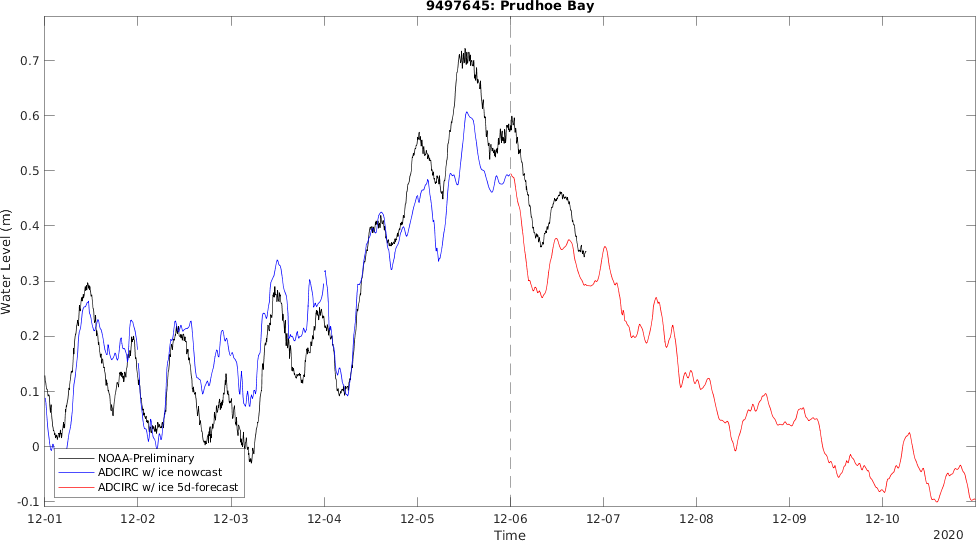 9497645: Prudhoe Bay
Water Level (m)
0.7
0.6
0.5
0.4
0.3
0.2
0.1
0
-0.1
NOAA-Preliminary
ADCIRC w/ ice nowcast
ADCIRC w/ ice 5d-forecast
12-01 12-02 12-03 12-04 12-05 12-06 12-07 12-08 12-09 12-10
Time
2020